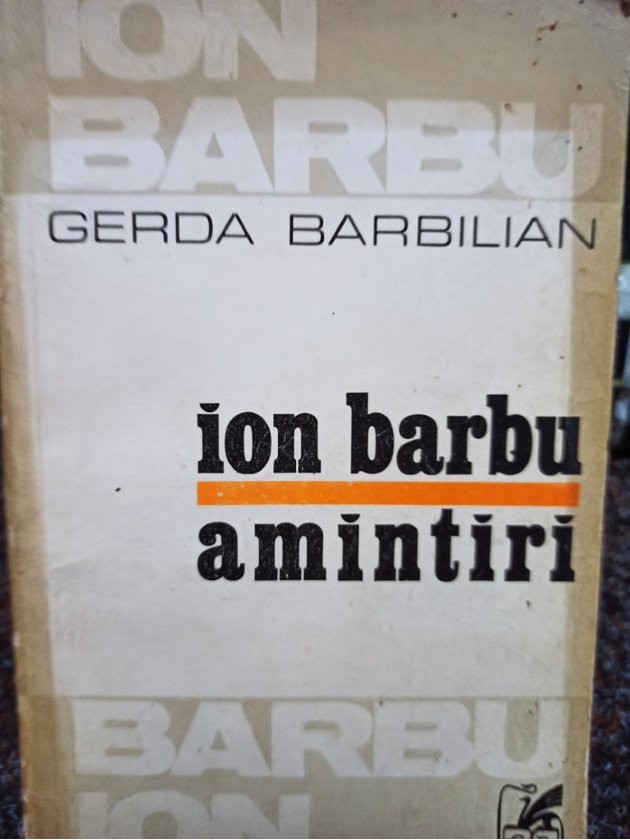 ION
BARBU
GERDA BARBILIAN
ion barbu
amintiri
BARBU
ION